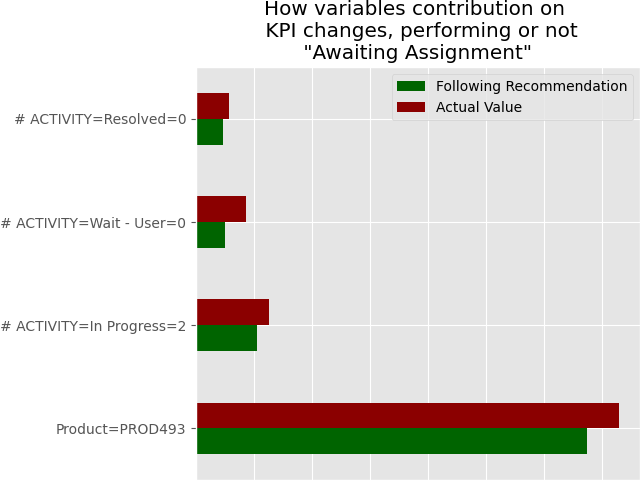 How variables contribution on
KPI changes, performing or not
"Awaiting Assignment"
Following Recommendation
Actual Value
# ACTIVITY=Resolved=0
# ACTIVITY=Wait - User=0
# ACTIVITY=In Progress=2
Product=PROD493